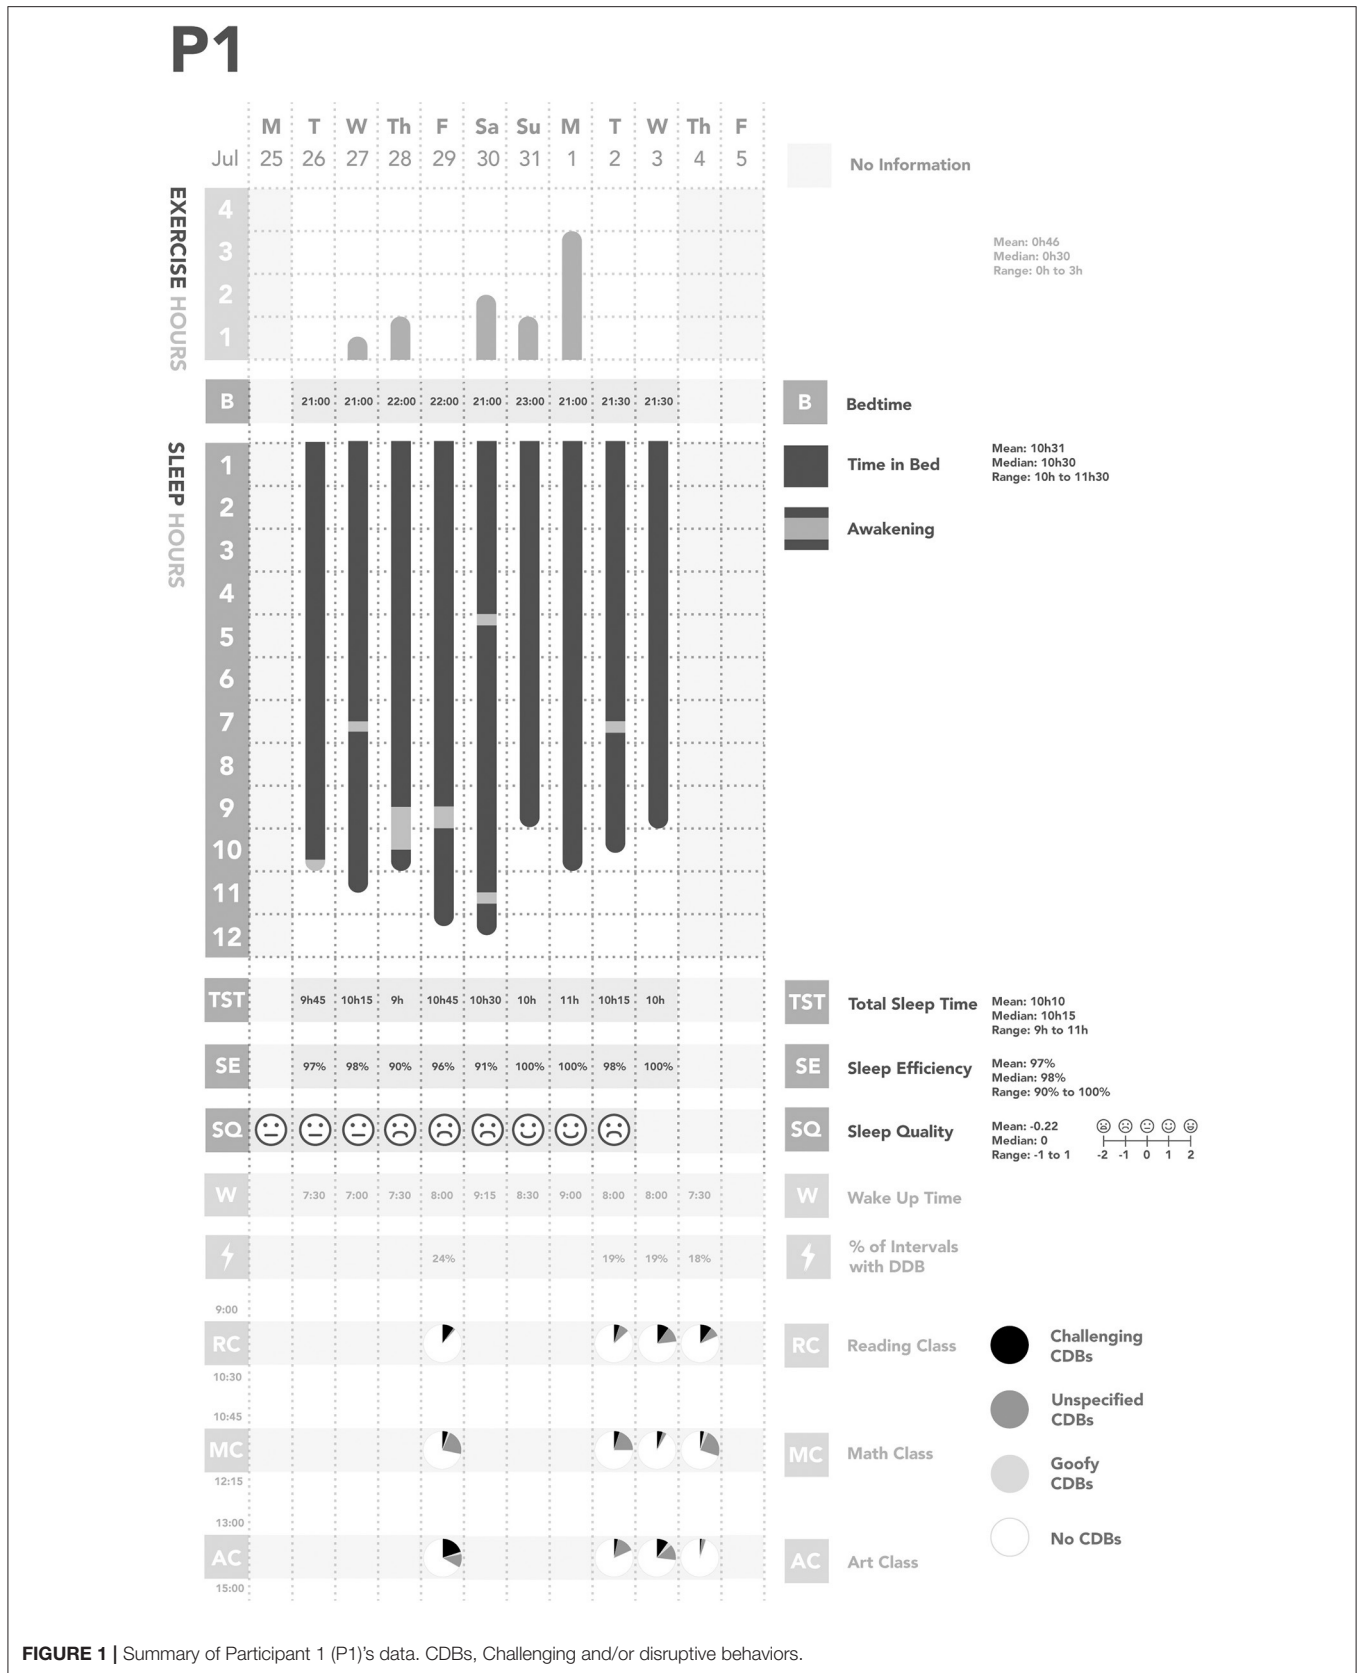 P1
M T W Th F Sa Su M T W Th F
Jul 25 26 27 28 29 30 31 1 2 3 4 5
No Information
EXERCISE HOURS
4
3
2
1
Mean: 0h46
Median: 0h30
Range: 0h to 3h
B 21:00 21:00 22:00 22:00 21:00 23:00 21:00 21:30 21:30
B Bedtime
SLEEP HOURS
1
2
3
4
5
6
7
8
9
10
11
12
Time in Bed
Mean: 10h31
Median: 10h30
Range: 10h to 11h30
Awakening
TST 9h45 10h15 9h 10h45 10h30 10h 11h 10h15 10h
TST Total Sleep Time
Mean: 10h10
Median: 10h15
Range: 9h to 11h
SE 97% 98% 90% 96% 91% 100% 100% 98% 100%
SE Sleep Efficiency
Mean: 97%
Median: 98%
Range: 90% to 100%
SQ
SQ Sleep Quality
Mean: -0.22
Median: 0
Range: -1 to 1
-2 -1 0 1 2
W 7:30 7:00 7:30 8:00 9:15 8:30 9:00 8:00 8:00 7:30
W Wake Up Time
24% 19% 19% 18%
% of Intervals
with DDB
9:00
RC
10:30
RC Reading Class
10:45
MC
12:15
MC Math Class
13:00
AC
15:00
AC Art Class
Challenging
CDBs
Unspecified
CDBs
Goofy
CDBs
No CDBs
FIGURE 1 | Summary of Participant 1 (P1)'s data. CDBs, Challenging and/or disruptive behaviors.